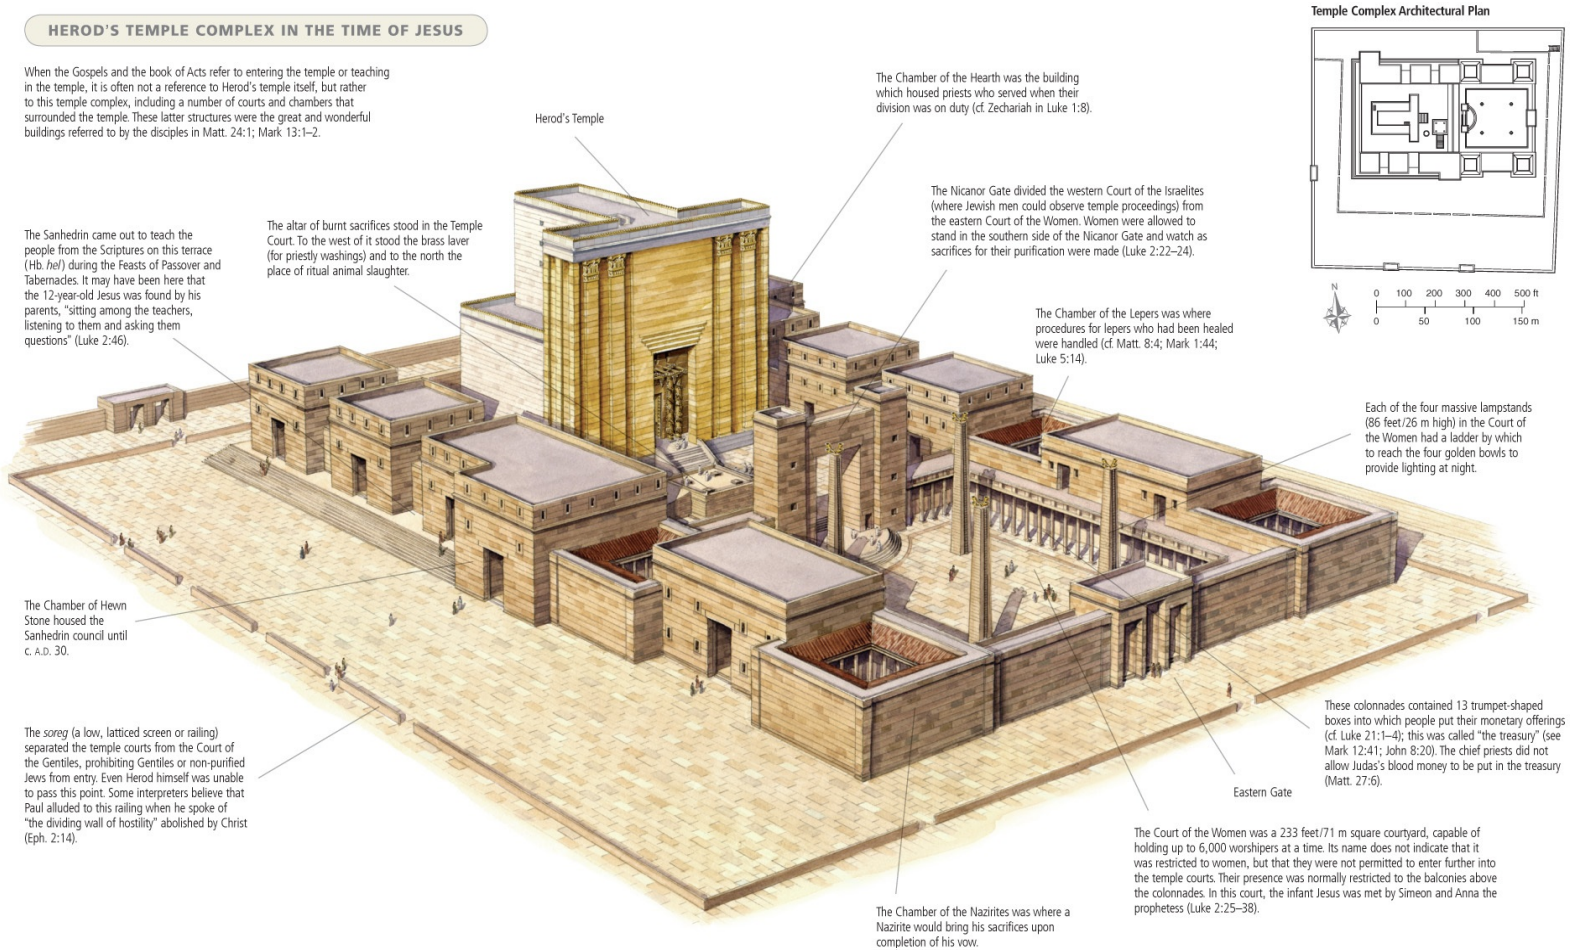 HEROD'S TEMPLE COMPLEX IN THE TIME OF JESUS
When the Gospels and the book of Acts refer to entering the temple or teaching
in the temple, it is often not a reference to Herod's temple itself, but rather
to this temple complex, including a number of courts and chambers that
surrounded the temple. These latter structures were the great and wonderful
buildings referred to by the disciples in Matt. 24:1; Mark 13:1–2.
Herod's Temple
The Chamber of the Hearth was the building
which housed priests who served when their
division was on duty (cf. Zechariah in Luke 1:8).
Temple Complex Architectural Plan
N
0 100 200 300 400 500 ft
0 50 100 150 m
The Sanhedrin came out to teach the
people from the Scriptures on this terrace
(Hb. hel) during the Feasts of Passover and
Tabernacles. It may have been here that
the 12-year-old Jesus was found by his
parents, "sitting among the teachers,
listening to them and asking them
questions" (Luke 2:46).
The altar of burnt sacrifices stood in the Temple
Court. To the west of it stood the brass laver
(for priestly washings) and to the north the
place of ritual animal slaughter.
The Nicanor Gate divided the western Court of the Israelites
(where Jewish men could observe temple proceedings) from
the eastern Court of the Women. Women were allowed to
stand in the southern side of the Nicanor Gate and watch as
sacrifices for their purification were made (Luke 2:22–24).
The Chamber of the Lepers was where
procedures for lepers who had been healed
were handled (cf. Matt. 8:4; Mark 1:44;
Luke 5:14).
Each of the four massive lampstands
(86 feet/26 m high) in the Court of
the Women had a ladder by which
to reach the four golden bowls to
provide lighting at night.
The Chamber of Hewn
Stone housed the
Sanhedrin council until
c. A.D. 30.
The soreg (a low, latticed screen or railing)
separated the temple courts from the Court of
the Gentiles, prohibiting Gentiles or non-purified
Jews from entry. Even Herod himself was unable
to pass this point. Some interpreters believe that
Paul alluded to this railing when he spoke of
"the dividing wall of hostility" abolished by Christ
(Eph. 2:14).
These colonnades contained 13 trumpet-shaped
boxes into which people put their monetary offerings
(cf. Luke 21:1–4); this was called "the treasury" (see
Mark 12:41; John 8:20). The chief priests did not
allow Judas's blood money to be put in the treasury
(Matt. 27:6).
Eastern Gate
The Court of the Women was a 233 feet/71 m square courtyard, capable of
holding up to 6,000 worshipers at a time. Its name does not indicate that it
was restricted to women, but that they were not permitted to enter further into
the temple courts. Their presence was normally restricted to the balconies above
the colonnades. In this court, the infant Jesus was met by Simeon and Anna the
prophetess (Luke 2:25–38).
The Chamber of the Nazirites was where a
Nazirite would bring his sacrifices upon
completion of his vow.